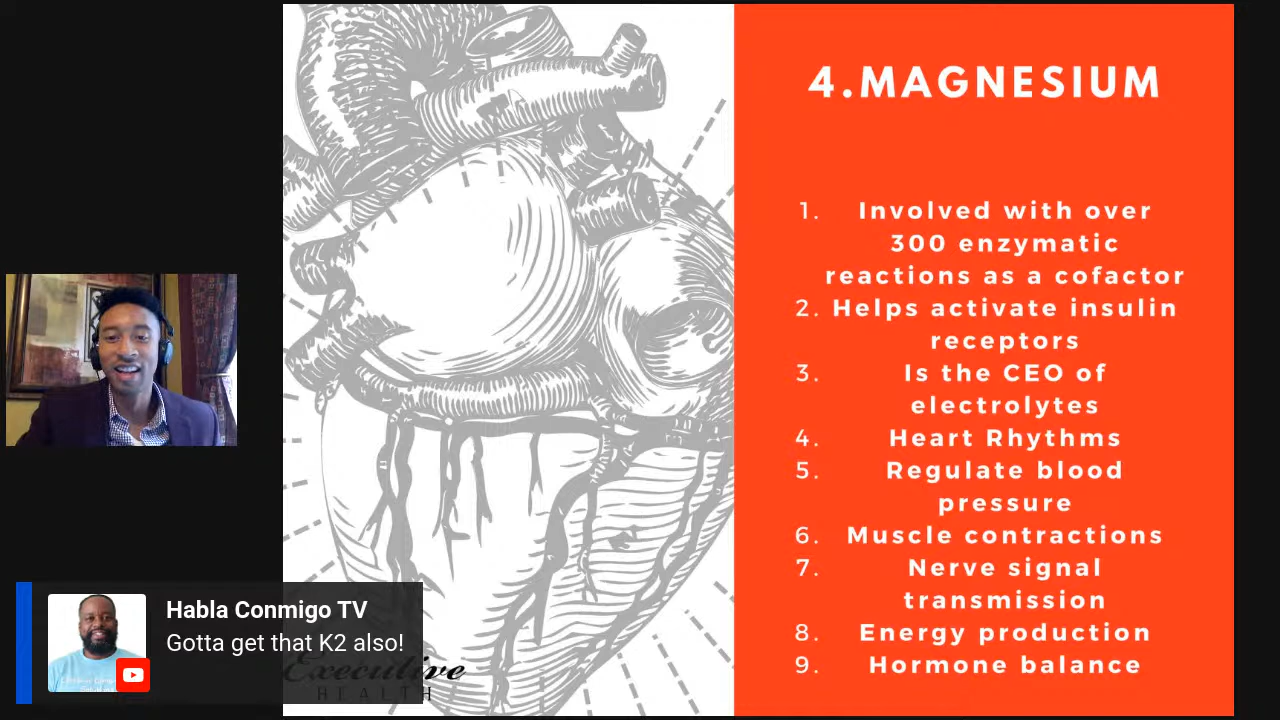 4.MAGNESIUM
1. Involved with over
300 enzymatic
reactions as a cofactor
2. Helps activate insulin
receptors
3. Is the CEO of
electrolytes
4. Heart Rhythms
5. Regulate blood
pressure
6. Muscle contractions
7. Nerve signal
transmission
8. Energy production
9. Hormone balance
Habla Conmigo TV
Gotta get that K2 also!
Executive
HEALTH